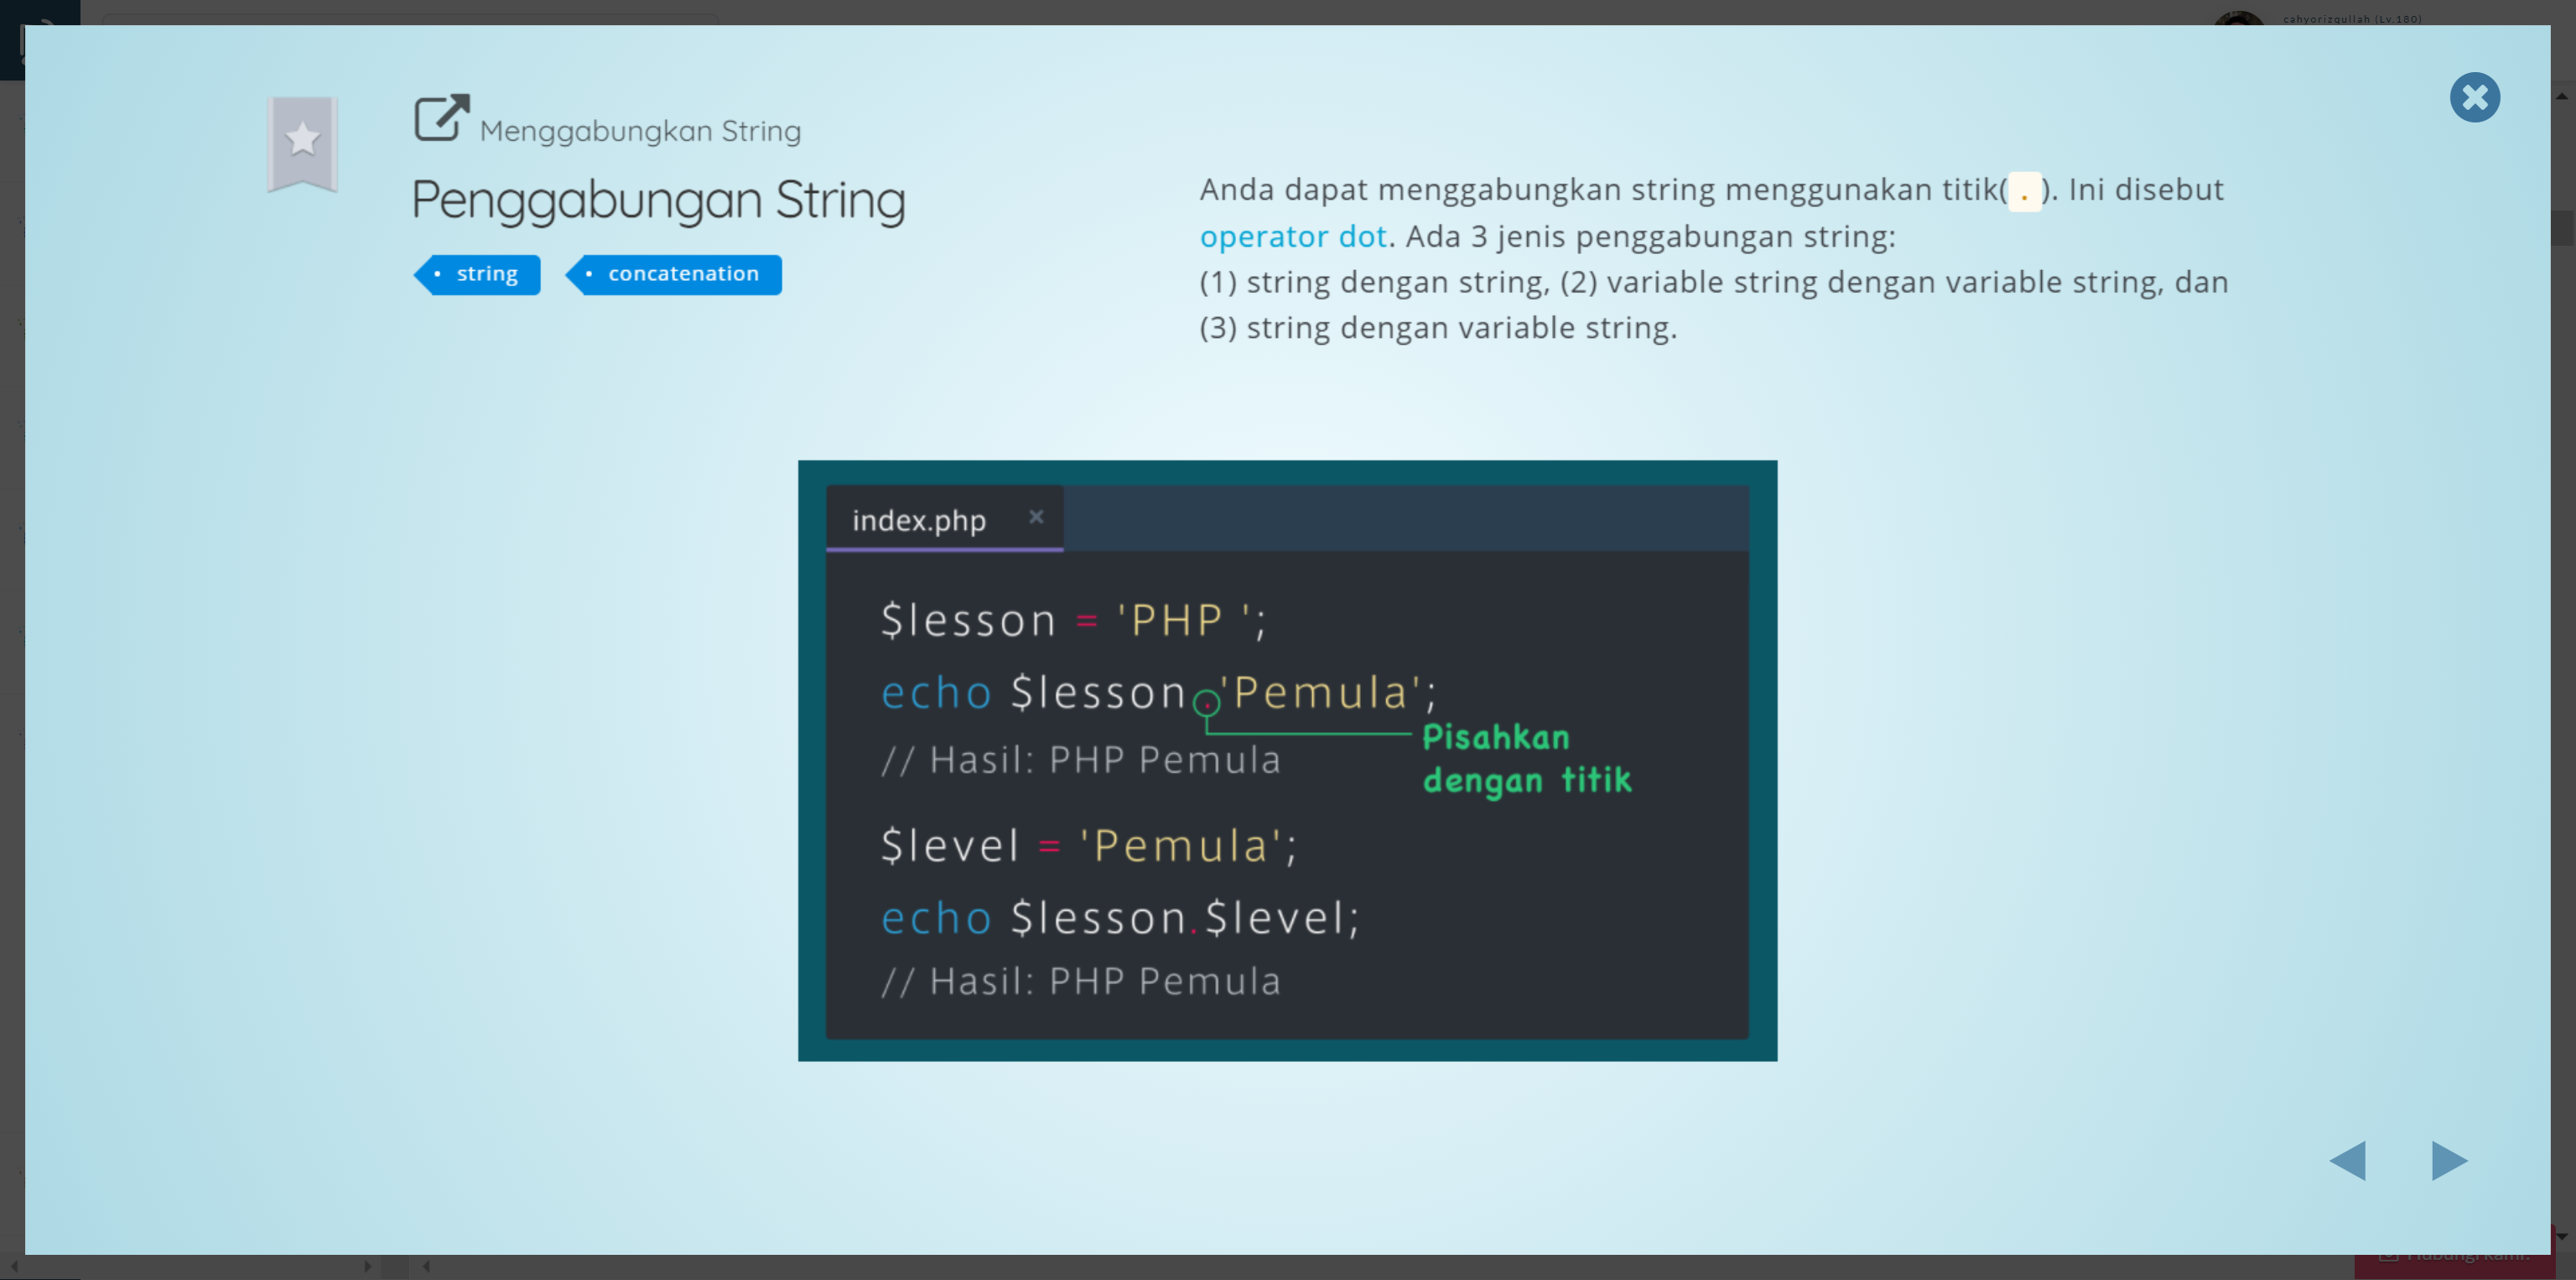 cahyorizqullah (Lv.180)
Menggabungkan String
Penggabungan String
string
concatenation
Anda dapat menggabungkan string menggunakan titik( . ). Ini disebut
operator dot. Ada 3 jenis penggabungan string:
(1) string dengan string, (2) variable string dengan variable string, dan
(3) string dengan variable string.
index.php
$lesson = 'PHP ';
echo $lesson.'Pemula';
Pisahkan
dengan titik
// Hasil: PHP Pemula
$level = 'Pemula';
echo $lesson.$level;
// Hasil: PHP Pemula